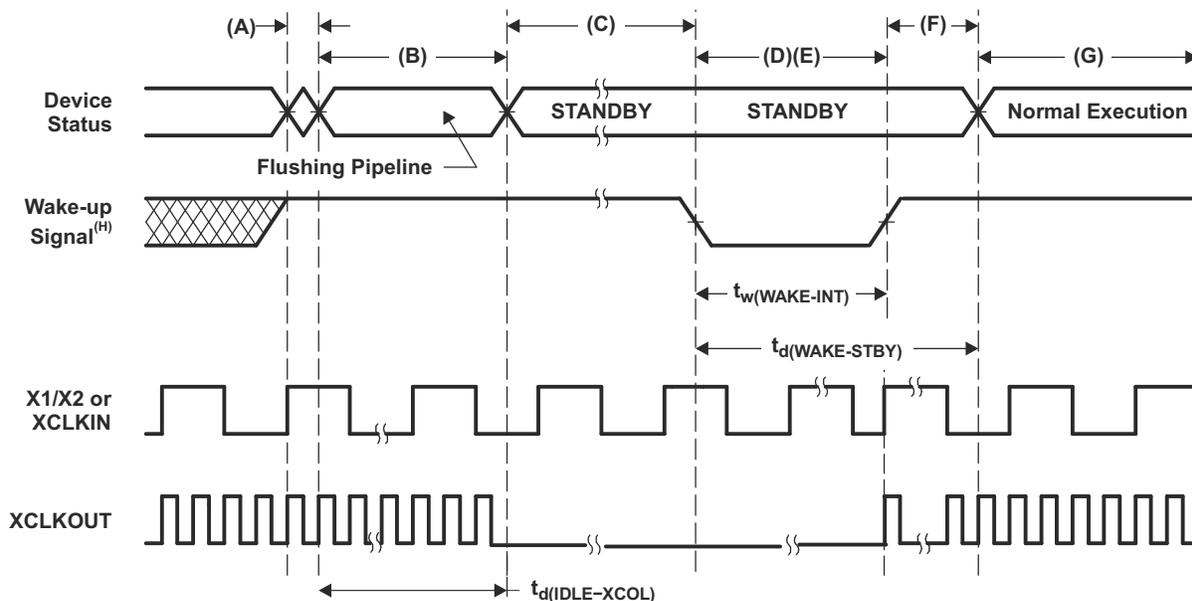 (A)
(C)
(F)
(B)
(D)(E)
(G)
Device
Status
STANDBY
STANDBY
Normal Execution
Flushing Pipeline
Wake-up
Signal(H)
tw(WAKE-INT)
td(WAKE-STBY)
X1/X2 or
XCLKIN
XCLKOUT
td(IDLE−XCOL)